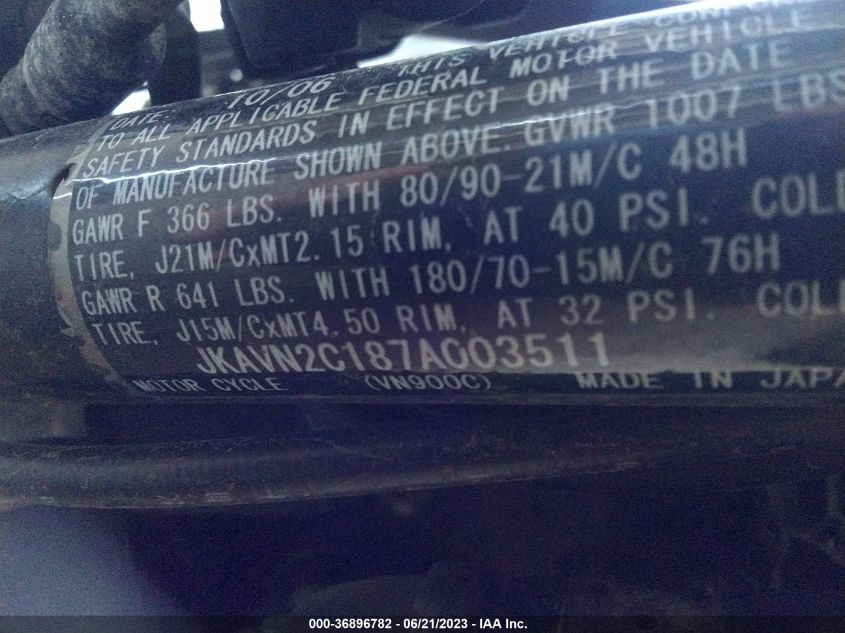 DATE: 10/06 THIS VEHICLE
TO ALL APPLICABLE FEDERAL MOTOR VEHICLE
SAFETY STANDARDS IN EFFECT ON THE DATE
OF MANUFACTURE SHOWN ABOVE. GVWR 1007 LBS
GAWR F 366 LBS. WITH 80/90-21M/C 48H
TIRE, J21M/CxMT2.15 RIM, AT 40 PSI. COLD
GAWR R 641 LBS. WITH 180/70-15M/C 76H
TIRE, J15M/CxMT4.50 RIM, AT 32 PSI. COLD
JKAVN2C187A003511
MOTOR CYCLE (VN900C) MADE IN JAPA
000-36896782 - 06/21/2023 - IAA Inc.